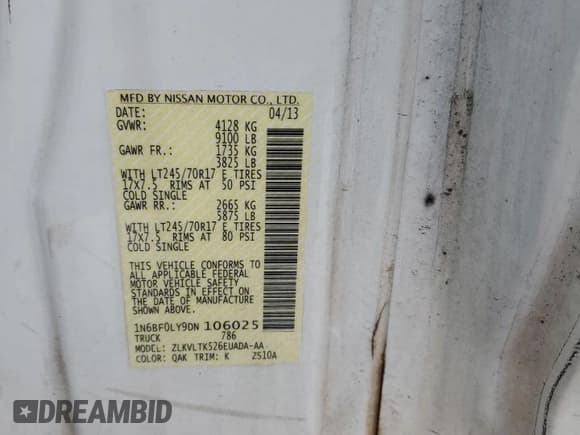 MFD BY NISSAN MOTOR CO., LTD.
DATE: 04/13
GVWR: 4128 KG
9100 LB
GAWR FR.: 1735 KG
3825 LB
WITH LT245/70R17 E TIRES
17X7.5 RIMS AT 50 PSI
COLD SINGLE
GAWR RR.: 2665 KG
5875 LB
WITH LT245/70R17 E TIRES
17X7.5 RIMS AT 80 PSI
COLD SINGLE
THIS VEHICLE CONFORMS TO
ALL APPLICABLE FEDERAL
MOTOR VEHICLE SAFETY
STANDARDS IN EFFECT ON
THE DATE OF MANUFACTURE
SHOWN ABOVE.
1N6BF0LY9DN 106025
TRUCK 786
MODEL: ZLKVLTK526EUADA-AA
COLOR: QAK TRIM: K 2510A
DREAMBID